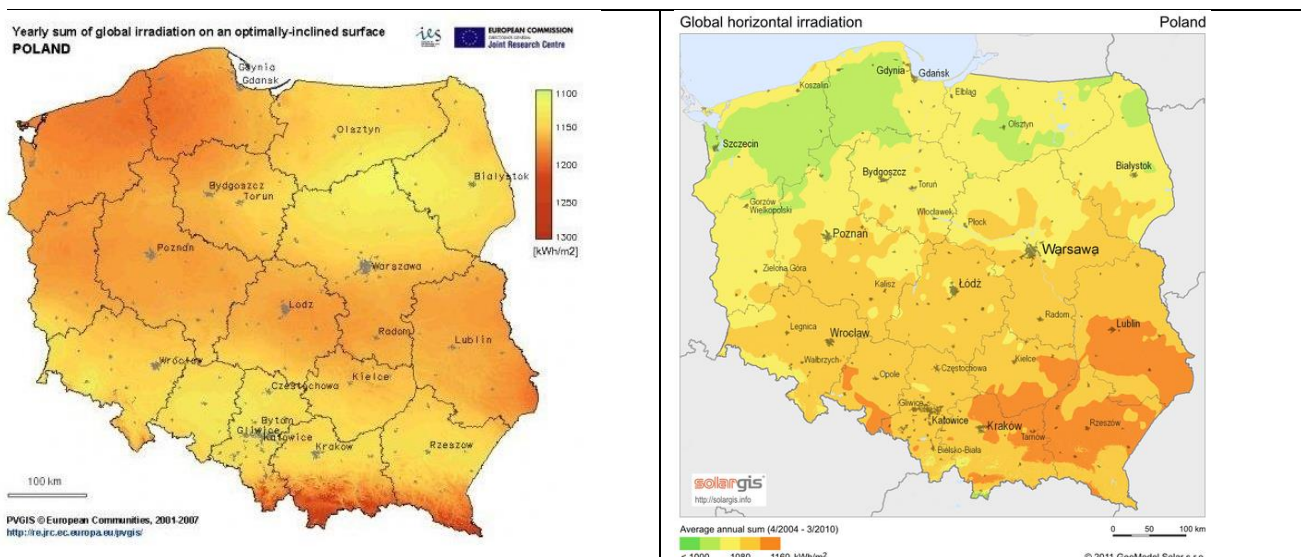 Yearly sum of global irradiation on an optimally-inclined surface
POLAND
ies
EUROPEAN COMMISSION
Joint Research Centre
Gdynia
Gdansk
Olsztyn
Bydgoszcz
Torun
Białystok
Poznan
Warszawa
Lodz
Radom
Lublin
Wrocław
Kielce
Częstochowa
Bytom
Gliwice
Katowice
Krakow
Rzeszow
1100
1150
1200
1250
1300
[kWh/m2]
100 km
PVGIS © European Communities, 2001-2007
http://re.jrc.ec.europa.eu/pvgis/
Global horizontal irradiation
Poland
Gdynia
Gdańsk
Koszalin
Elbląg
Olsztyn
Szczecin
Białystok
Bydgoszcz
Toruń
Gorzów
Wielkopolski
Włocławek
Płock
Poznan
Warsawa
Zielona Gora
Kalisz
Łódź
Legnica
Wroclaw
Radom
Lublin
Wałbrzych
Opole
Częstochowa
Kielce
Gliwice
Katowice
Kraków
Tarnów
Rzeszów
Bielsko-Biała
solargis
http://solargis.info
Average annual sum (4/2004 - 3/2010)
0 50 100 km
< 1000 1080 1160 kWh/m²
© 2011 GeoModel Solar s.r.o.